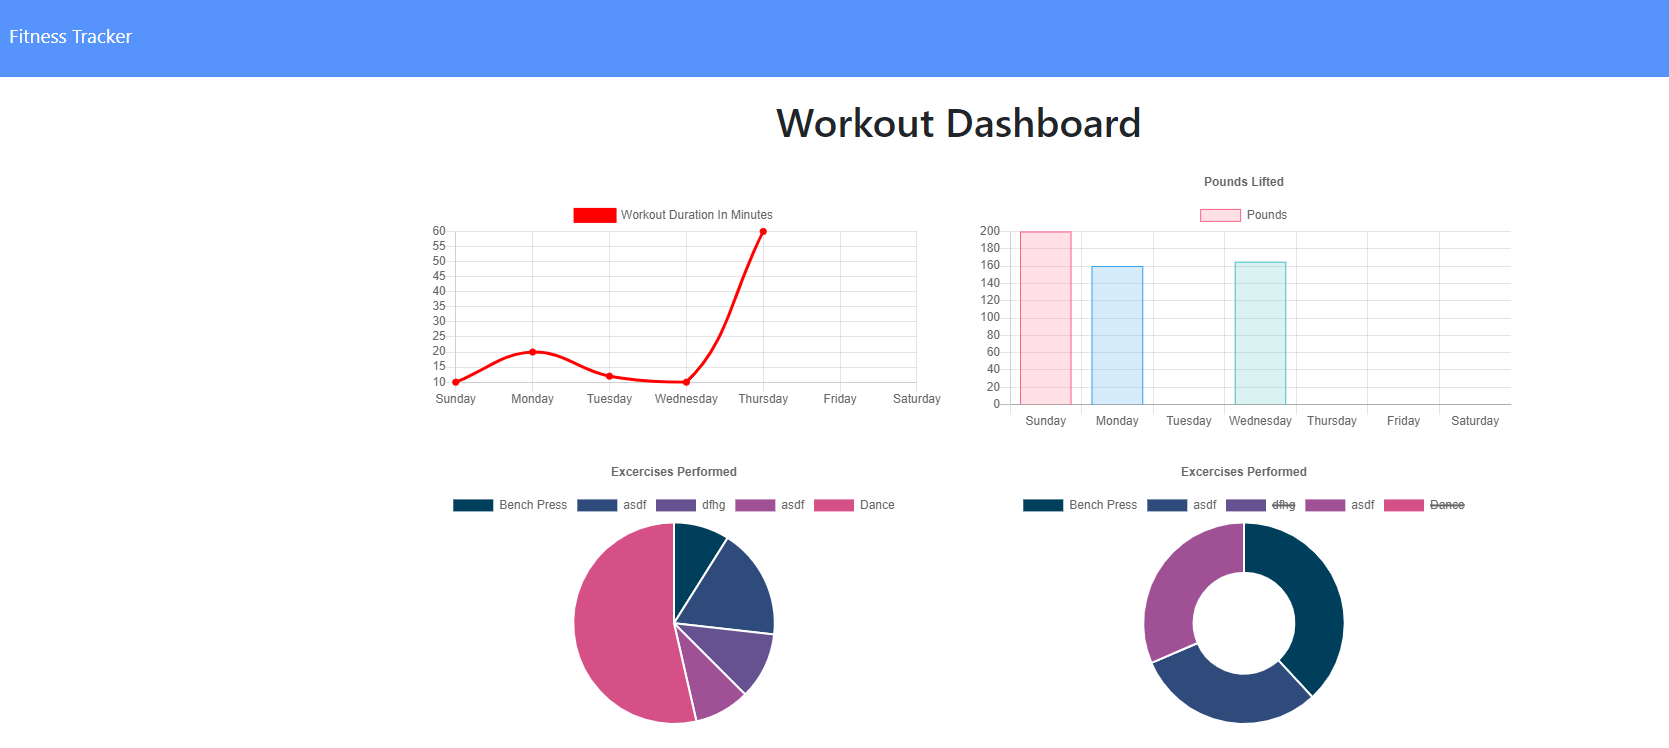 Fitness Tracker
Workout Dashboard
Workout Duration In Minutes
60
55
50
45
40
35
30
25
20
15
10
Sunday Monday Tuesday Wednesday Thursday Friday Saturday
Pounds Lifted
Pounds
200
180
160
140
120
100
80
60
40
20
0
Sunday Monday Tuesday Wednesday Thursday Friday Saturday
Excercises Performed
Bench Press asdf dfhg asdf Dance
Excercises Performed
Bench Press asdf dfhg asdf Dance